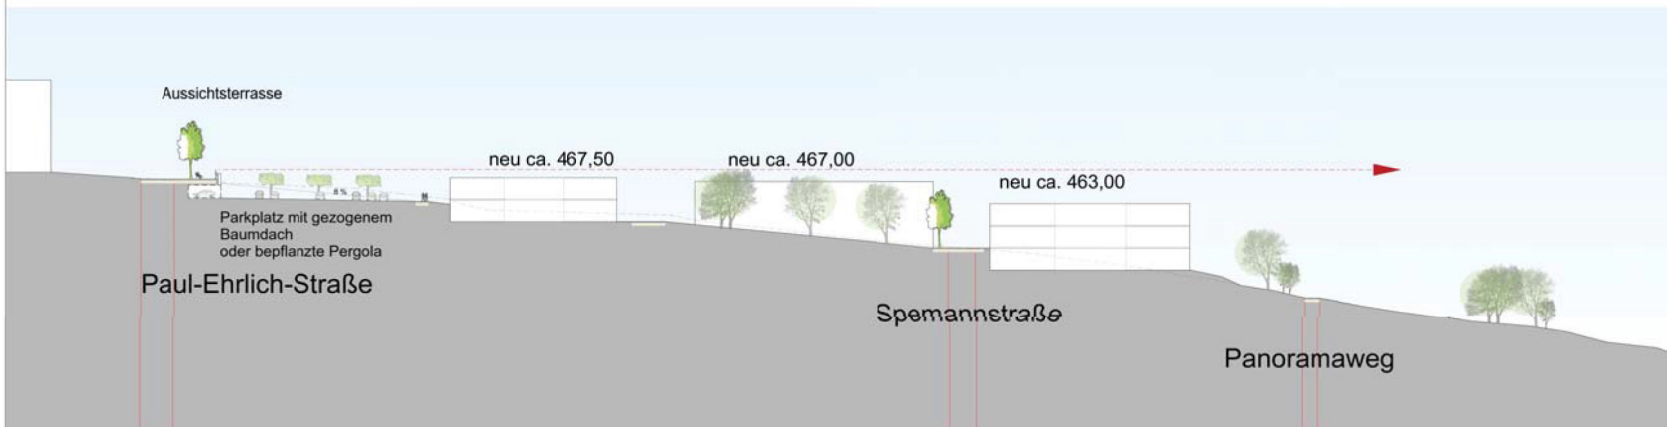 Aussichtsterrasse
neu ca. 467,50
neu ca. 467,00
neu ca. 463,00
8 %
Parkplatz mit gezogenem
Baumdach
oder bepflanzte Pergola
Paul-Ehrlich-Straße
Spemannstraße
Panoramaweg